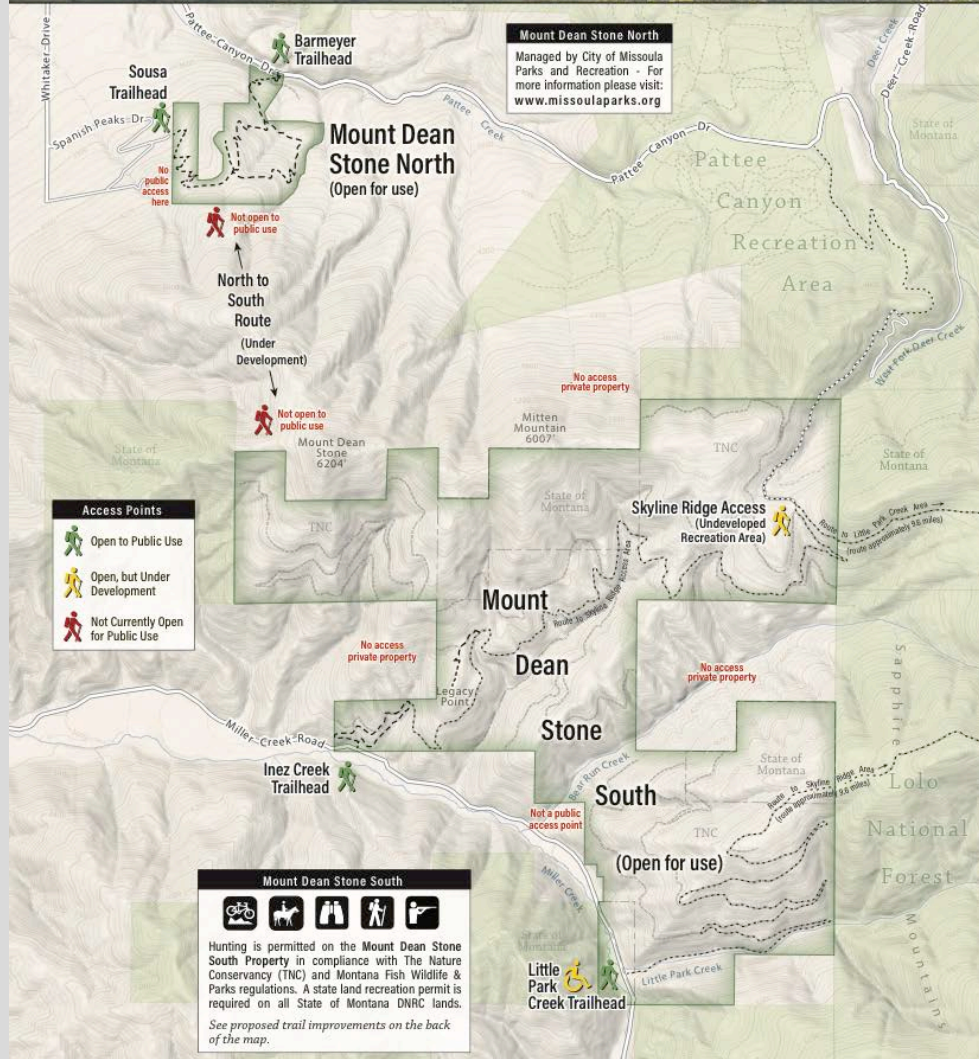 Whitaker Drive
Pattee Canyon Dr
Barmeyer
Trailhead
Mount Dean Stone North
Managed by City of Missoula
Parks and Recreation - For
more information please visit:
www.missoulaparks.org
Deer Creek
Deer Creek Road
Sousa
Trailhead
Spanish Peaks Dr
Pattee Creek
Mount Dean
Stone North
(Open for use)
Pattee Canyon Dr
State of
Montana
Pattee
Canyon
Recreation
Area
No
public
access
here
Not open to
public use
North to
South
Route
(Under
Development)
West Fork Deer Creek
No access
private property
Not open to
public use
Mount Dean
Stone
6204'
Mitten
Mountain
6007'
State of
Montana
TNC
State of
Montana
TNC
State of
Montana
Access Points
Open to Public Use
Open, but Under
Development
Not Currently Open
for Public Use
Skyline Ridge Access
(Undeveloped
Recreation Area)
Route to Little Park Creek Area
(route approximately 9.6 miles)
Route to Skyline Ridge Access Area
Mount
Dean
Stone
South
(Open for use)
No access
private property
No access
private property
Legacy
Point
Miller Creek Road
Inez Creek
Trailhead
Bear Run Creek
Not a public
access point
State of
Montana
Route to Skyline Ridge Area
(route approximately 9.6 miles)
TNC
Sapphire
Mountains
Lolo
National
Forest
Miller Creek
State of
Montana
Little
Park
Creek Trailhead
Little Park Creek
Mount Dean Stone South
Hunting is permitted on the Mount Dean Stone
South Property in compliance with The Nature
Conservancy (TNC) and Montana Fish Wildlife &
Parks regulations. A state land recreation permit is
required on all State of Montana DNRC lands.
See proposed trail improvements on the back
of the map.